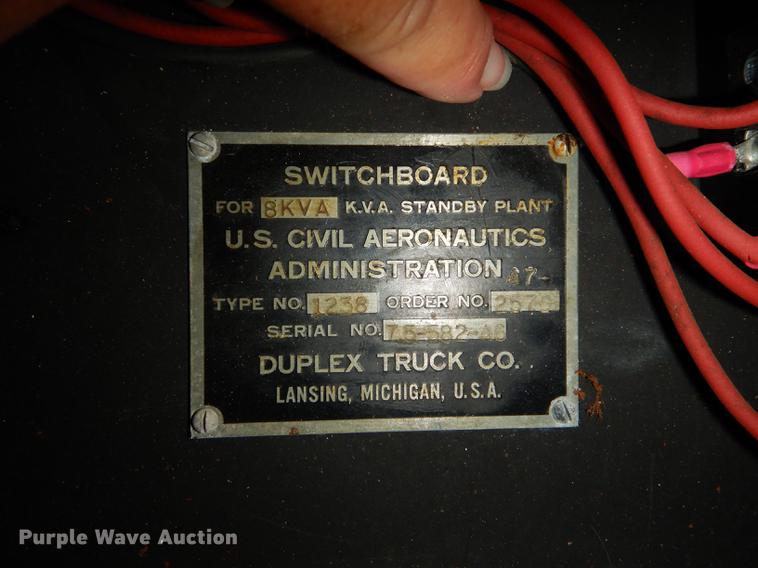 SWITCHBOARD
FOR 8KVA K.V.A. STANDBY PLANT
U.S. CIVIL AERONAUTICS
ADMINISTRATION 47-
TYPE NO. 1238 ORDER NO.
SERIAL NO.
DUPLEX TRUCK CO.
LANSING, MICHIGAN, U.S.A.
Purple Wave Auction